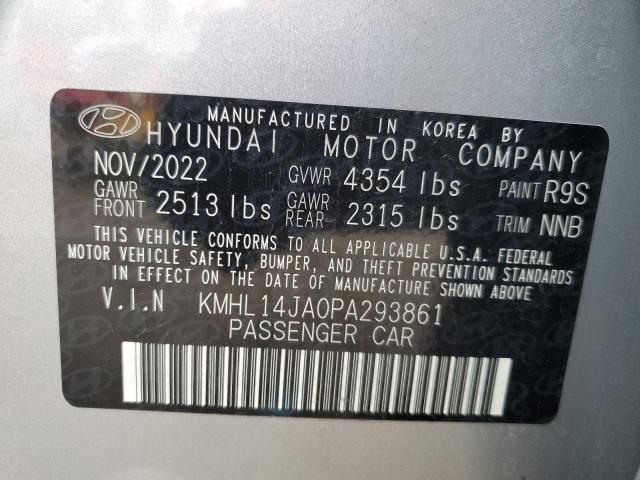 MANUFACTURED IN KOREA BY
HYUNDAI MOTOR COMPANY
NOV/2022 GVWR 4354 lbs PAINT R9S
GAWR FRONT 2513 lbs GAWR REAR 2315 lbs TRIM NNB
THIS VEHICLE CONFORMS TO ALL APPLICABLE U.S.A. FEDERAL
MOTOR VEHICLE SAFETY, BUMPER, AND THEFT PREVENTION STANDARDS
IN EFFECT ON THE DATE OF MANUFACTURE SHOWN ABOVE.
V.I.N KMHL14JA0PA293861
PASSENGER CAR